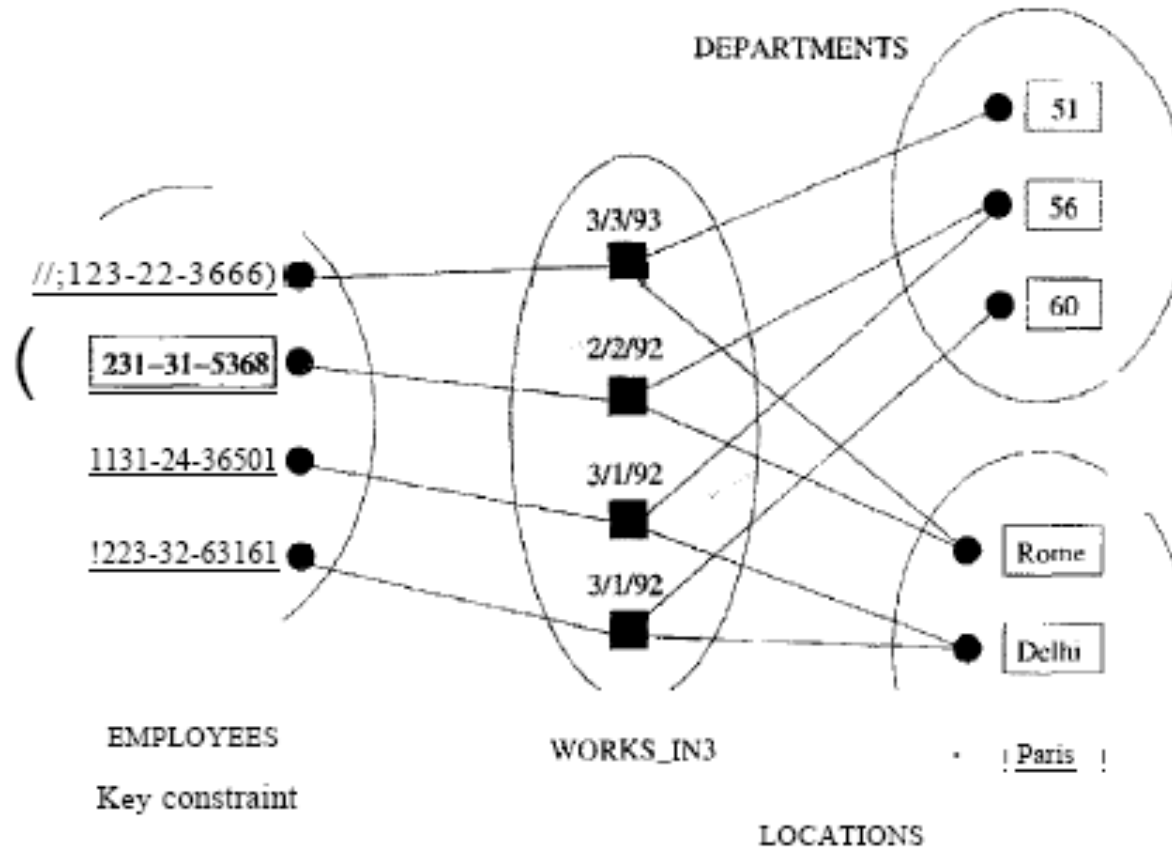 DEPARTMENTS
51
3/3/93
56
//;123-22-3666)
60
(
231-31-5368
2/2/92
1131-24-36501
3/1/92
Rome
!223-32-63161
3/1/92
Delhi
EMPLOYEES
WORKS_IN3
Paris
Key constraint
LOCATIONS